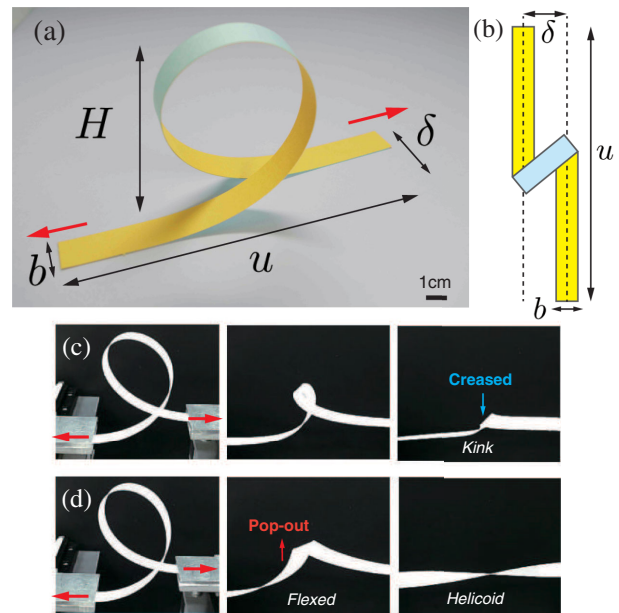 (a)
H
δ
b
u
1cm
(b)
δ
u
b
(c)
Creased
Kink
(d)
Pop-out
Flexed
Helicoid